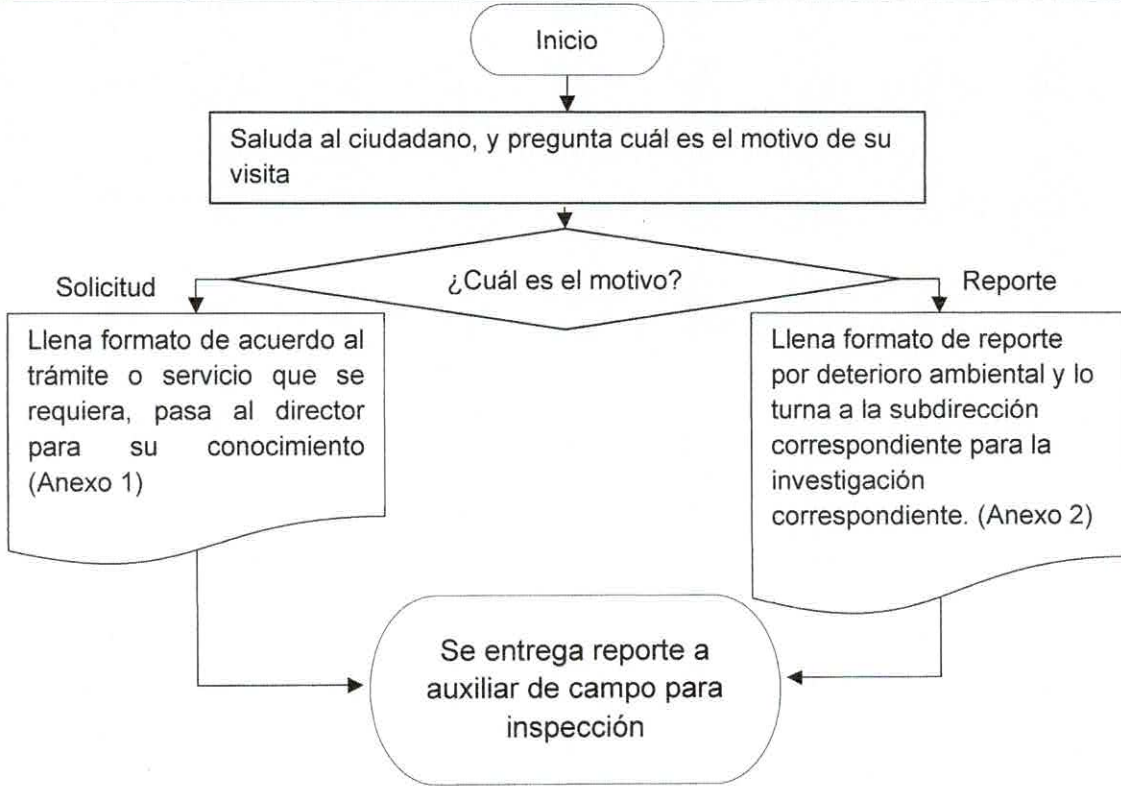 Inicio
Saluda al ciudadano, y pregunta cuál es el motivo de su
visita
¿Cuál es el motivo?
Solicitud
Reporte
Llena formato de acuerdo al
trámite o servicio que se
requiera, pasa al director
para su conocimiento
(Anexo 1)
Llena formato de reporte
por deterioro ambiental y lo
turna a la subdirección
correspondiente para la
investigación
correspondiente. (Anexo 2)
Se entrega reporte a
auxiliar de campo para
inspección